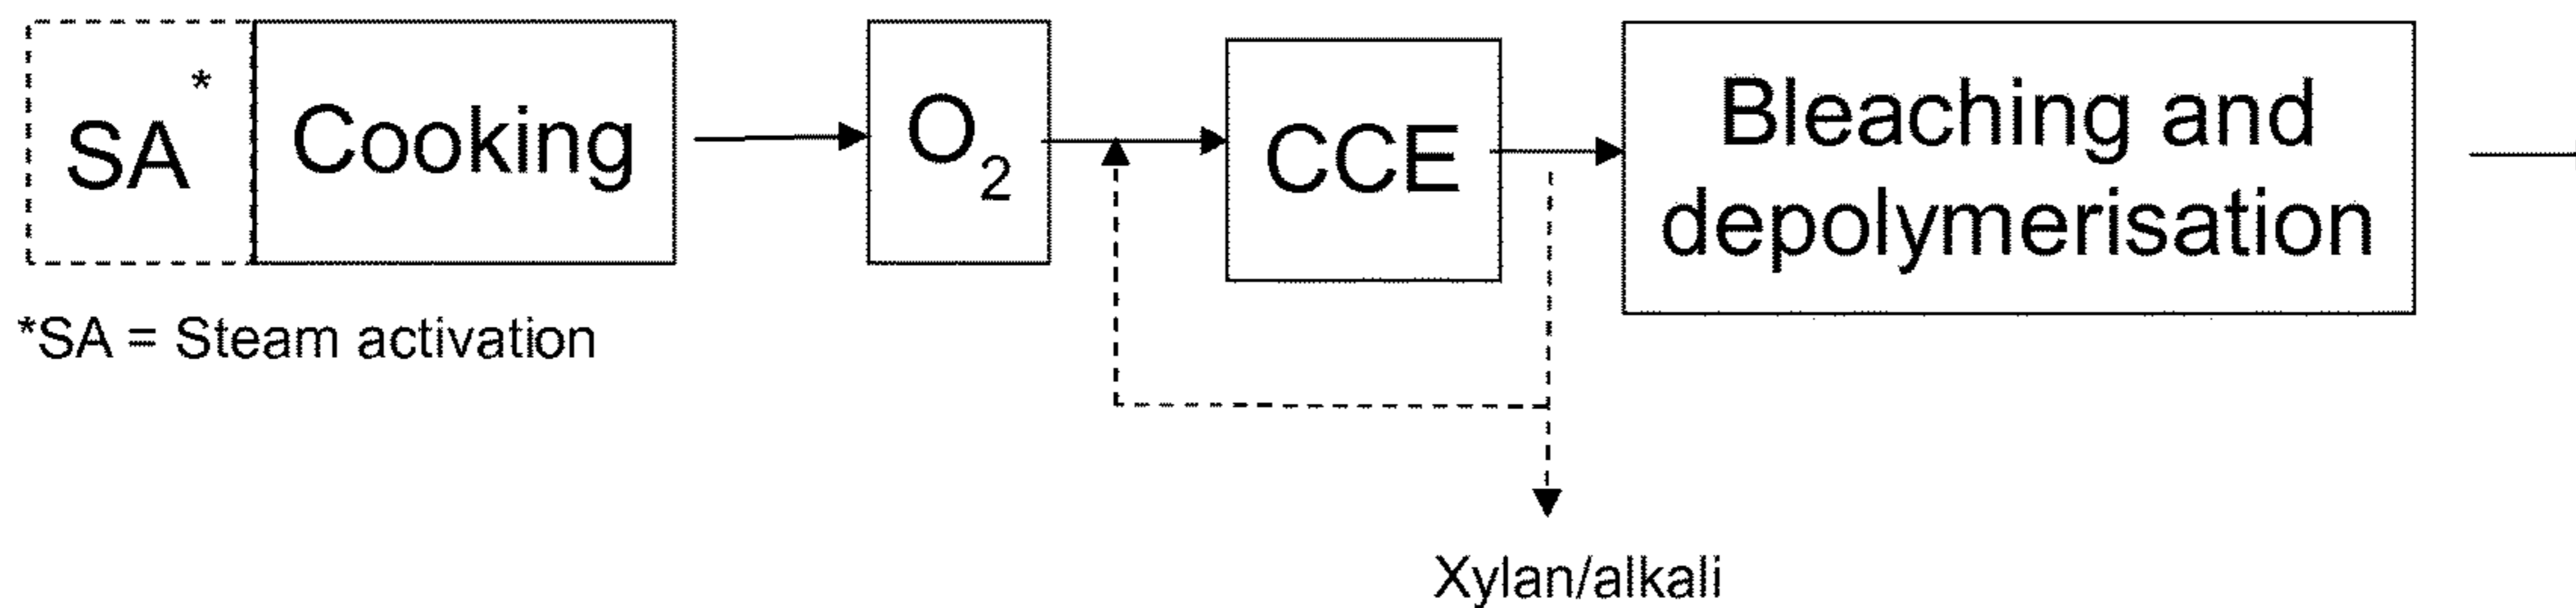 SA*
Cooking
O₂
CCE
Bleaching and
depolymerisation
*SA = Steam activation
Xylan/alkali